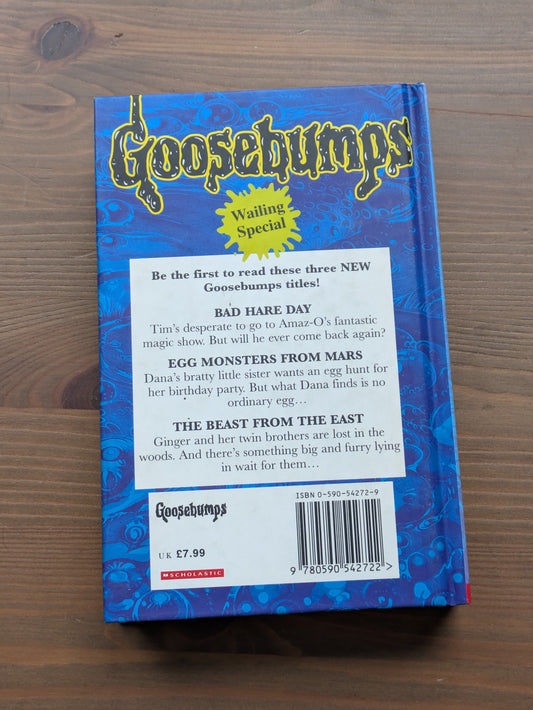 Goosebumps
Wailing
Special
Be the first to read these three NEW
Goosebumps titles!
BAD HARE DAY
Tim's desperate to go to Amaz-O's fantastic
magic show. But will he ever come back again?
EGG MONSTERS FROM MARS
Dana's bratty little sister wants an egg hunt for
her birthday party. But what Dana finds is no
ordinary egg…
THE BEAST FROM THE EAST
Ginger and her twin brothers are lost in the
woods. And there's something big and furry lying
in wait for them…
Goosebumps
UK £7.99
SCHOLASTIC
ISBN 0-590-54272-9
9 780590 542722 >